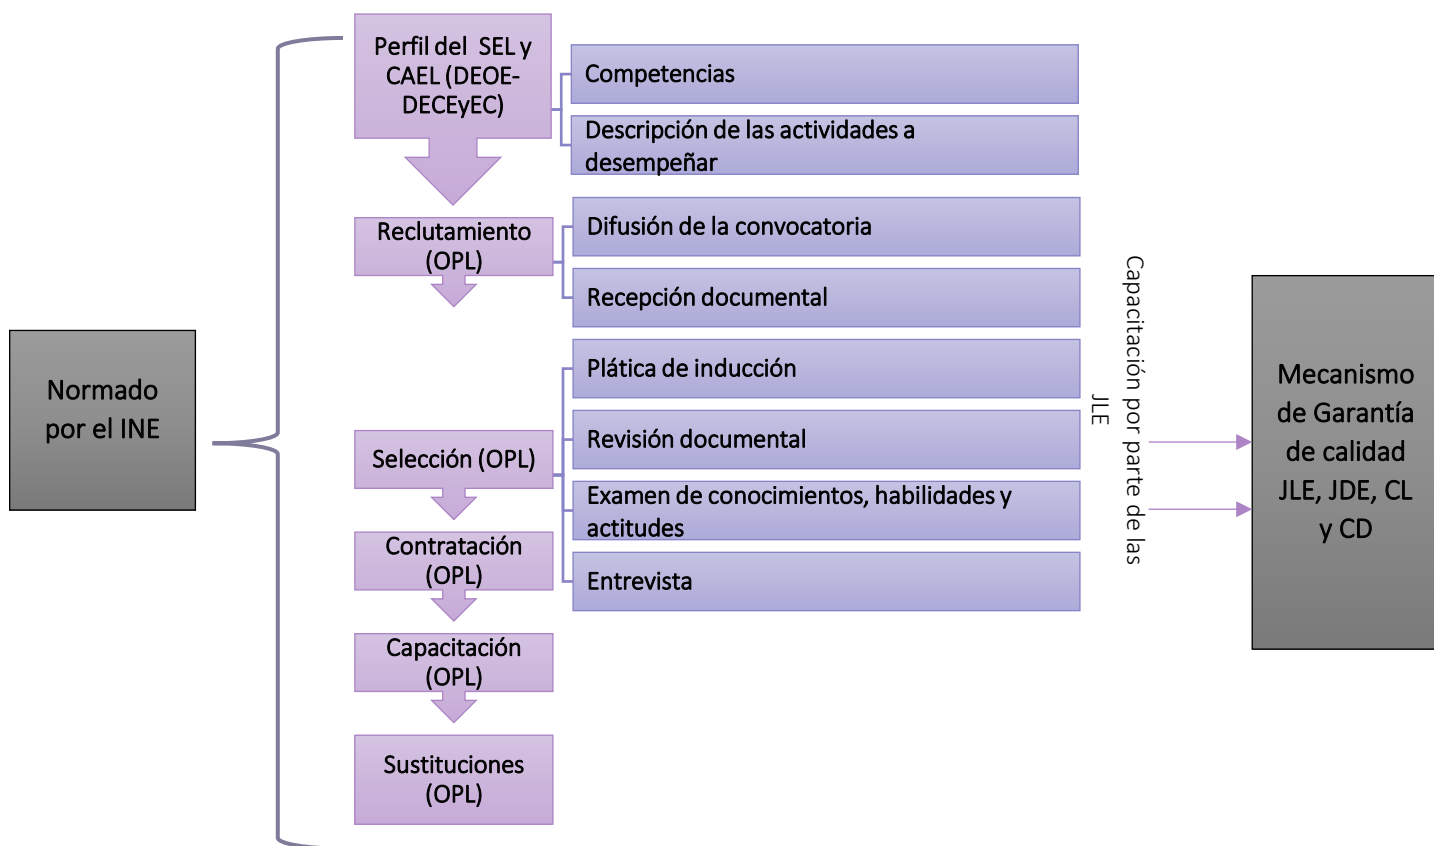 Normado
por el INE
Perfil del SEL y
CAEL (DEOE-
DECEyEC)
Competencias
Descripción de las actividades a
desempeñar
Reclutamiento
(OPL)
Difusión de la convocatoria
Recepción documental
Selección (OPL)
Plática de inducción
Revisión documental
Examen de conocimientos, habilidades y
actitudes
Entrevista
Contratación
(OPL)
Capacitación
(OPL)
Sustituciones
(OPL)
Capacitación por parte de las
JLE
Mecanismo
de Garantía
de calidad
JLE, JDE, CL
y CD